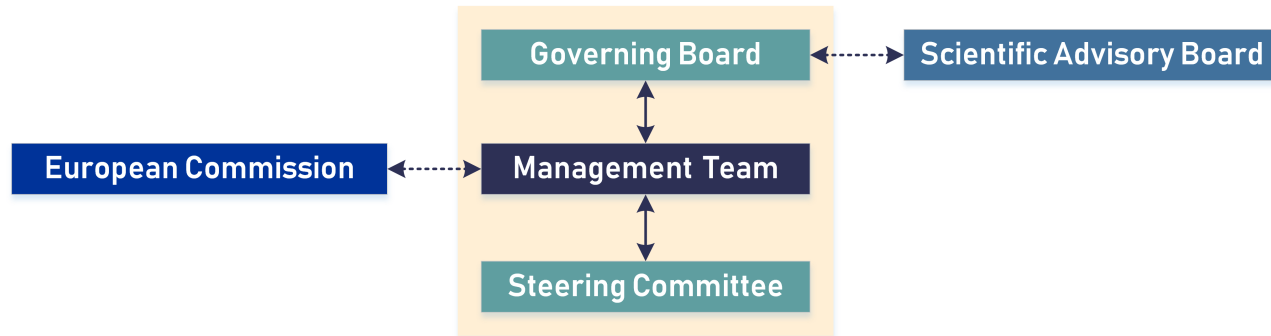 Governing Board
Scientific Advisory Board
European Commission
Management Team
Steering Committee